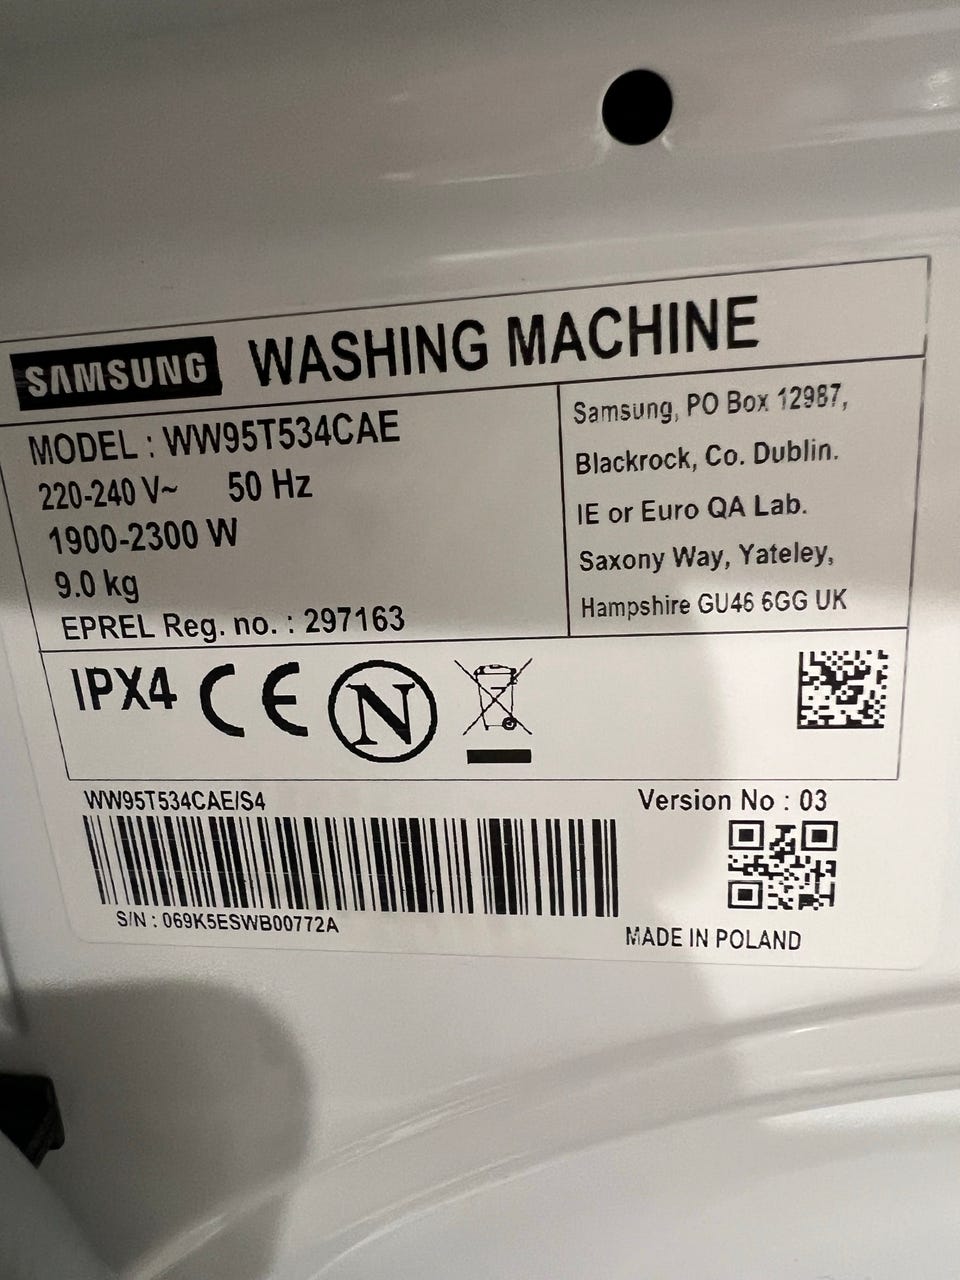 SAMSUNG WASHING MACHINE
MODEL : WW95T534CAE
220-240 V~ 50 Hz
1900-2300 W
9.0 kg
EPREL Reg. no. : 297163
Samsung, PO Box 12987,
Blackrock, Co. Dublin.
IE or Euro QA Lab.
Saxony Way, Yateley,
Hampshire GU46 6GG UK
IPX4 CE N
WW95T534CAE/S4
Version No : 03
S/N : 069K5ESWB00772A
MADE IN POLAND